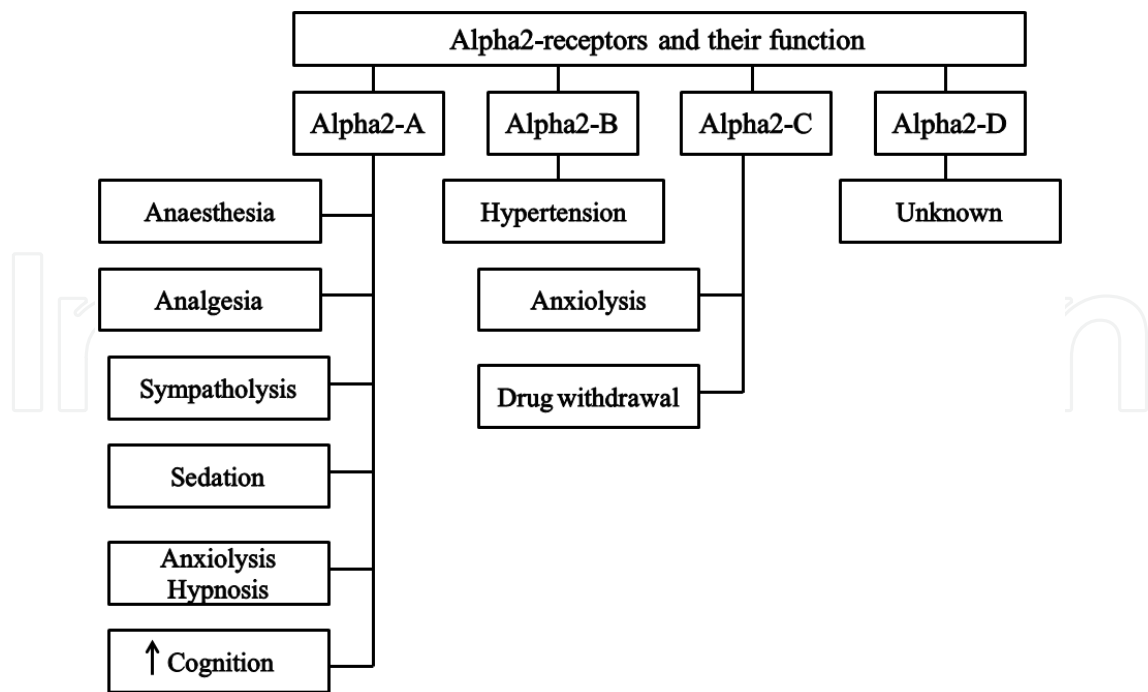 Alpha2-receptors and their function
Alpha2-A
Alpha2-B
Alpha2-C
Alpha2-D
Anaesthesia
Analgesia
Sympatholysis
Sedation
Anxiolysis
Hypnosis
↑ Cognition
Hypertension
Anxiolysis
Drug withdrawal
Unknown